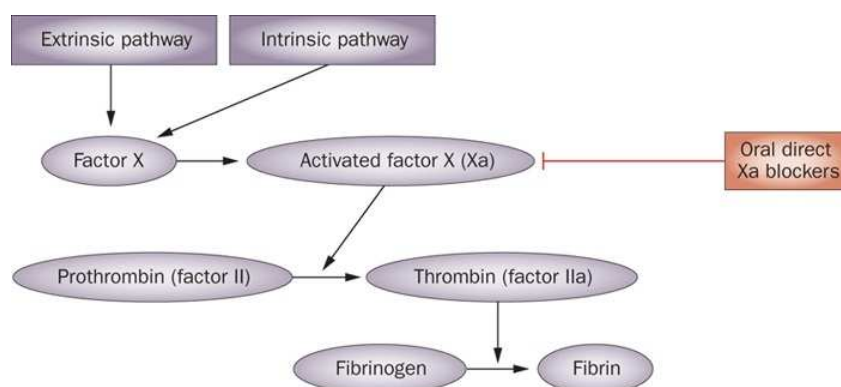 Extrinsic pathway
Intrinsic pathway
Factor X
Activated factor X (Xa)
Oral direct
Xa blockers
Prothrombin (factor II)
Thrombin (factor IIa)
Fibrinogen
Fibrin